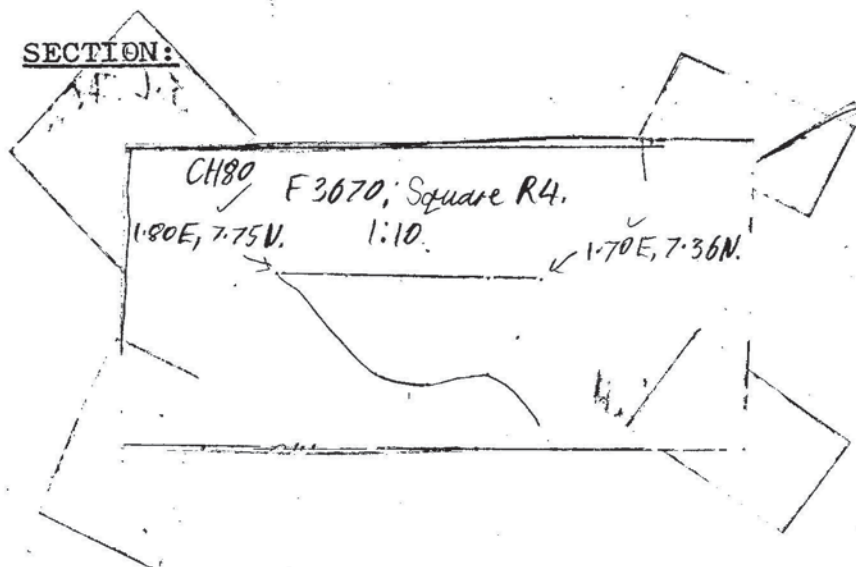 SECTION:
CH80
F3670; Square R4.
1.80E, 7.75N.
1:10.
1.70E, 7.36N.